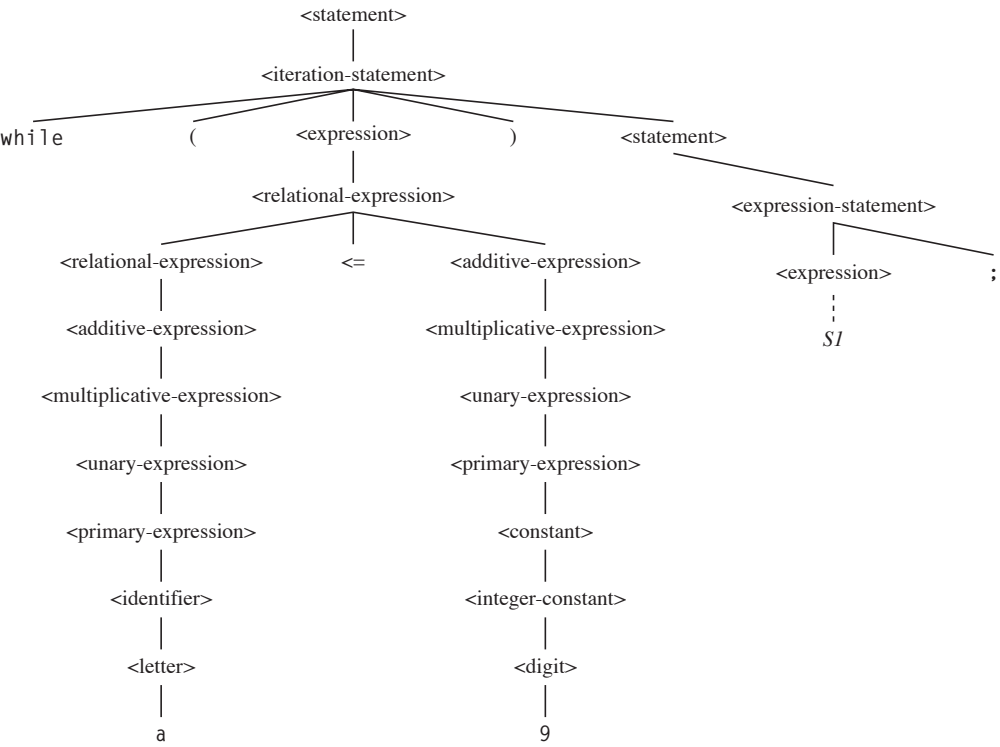 <statement>
<iteration-statement>
while ( <expression> ) <statement>
<relational-expression> <expression-statement>
<relational-expression> <= <additive-expression> <expression> ;
<additive-expression> <multiplicative-expression> S1
<multiplicative-expression> <unary-expression>
<unary-expression> <primary-expression>
<primary-expression> <constant>
<identifier> <integer-constant>
<letter> <digit>
a 9